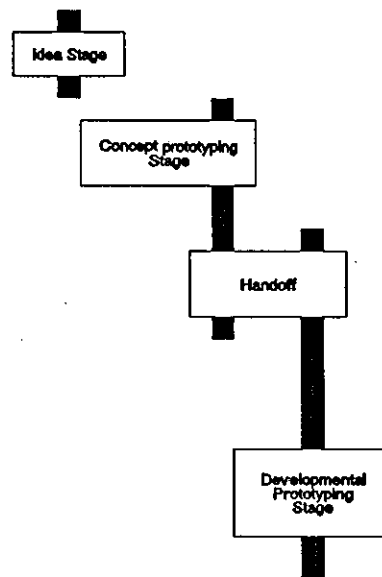 Idea Stage
Concept prototyping
Stage
Handoff
Developmental
Prototyping
Stage